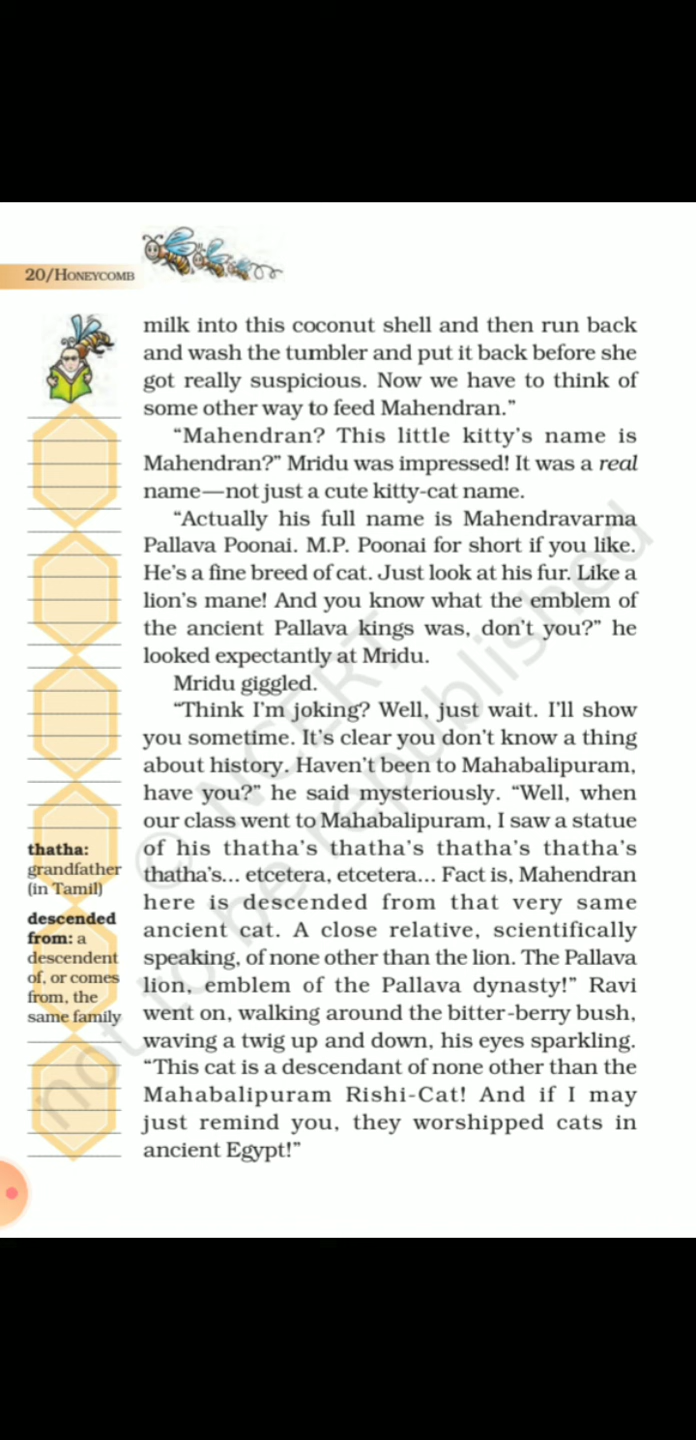 20/HONEYCOMB
milk into this coconut shell and then run back
and wash the tumbler and put it back before she
got really suspicious. Now we have to think of
some other way to feed Mahendran.”
“Mahendran? This little kitty’s name is
Mahendran?” Mridu was impressed! It was a real
name—not just a cute kitty-cat name.
“Actually his full name is Mahendravarma
Pallava Poonai. M.P. Poonai for short if you like.
He’s a fine breed of cat. Just look at his fur. Like a
lion’s mane! And you know what the emblem of
the ancient Pallava kings was, don’t you?” he
looked expectantly at Mridu.
Mridu giggled.
“Think I’m joking? Well, just wait. I’ll show
you sometime. It’s clear you don’t know a thing
about history. Haven’t been to Mahabalipuram,
have you?” he said mysteriously. “Well, when
our class went to Mahabalipuram, I saw a statue
of his thatha’s thatha’s thatha’s thatha’s
thatha’s... etcetera, etcetera... Fact is, Mahendran
here is descended from that very same
ancient cat. A close relative, scientifically
speaking, of none other than the lion. The Pallava
lion, emblem of the Pallava dynasty!” Ravi
went on, walking around the bitter-berry bush,
waving a twig up and down, his eyes sparkling.
“This cat is a descendant of none other than the
Mahabalipuram Rishi-Cat! And if I may
just remind you, they worshipped cats in
ancient Egypt!”
thatha:
grandfather
(in Tamil)
descended
from: a
descendent
of, or comes
from, the
same family
© NCERT
not to be republished